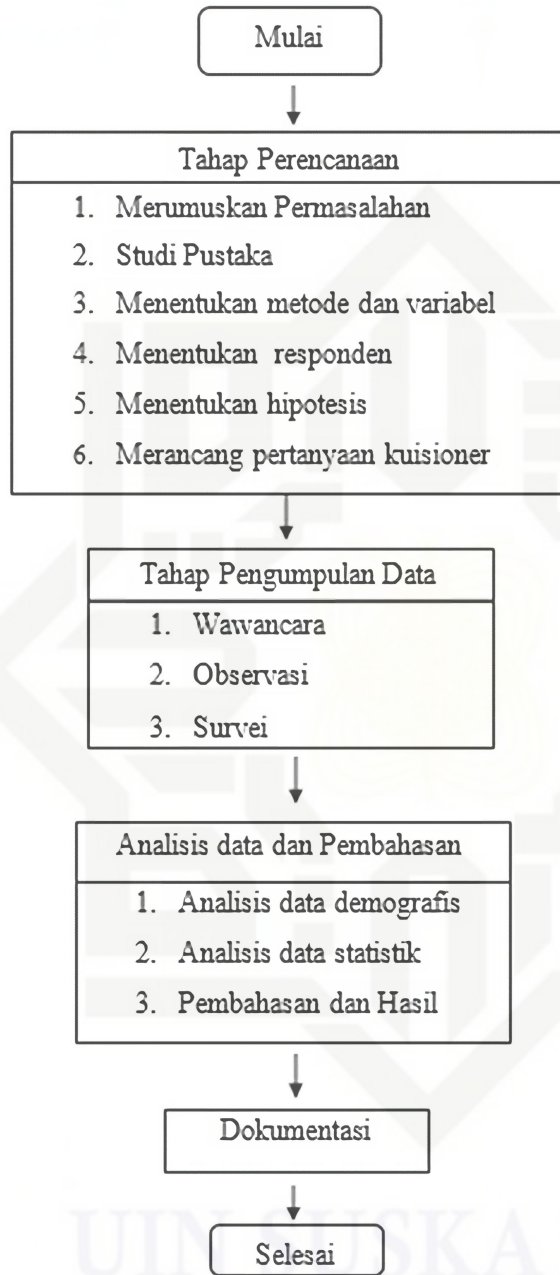 Mulai
Tahap Perencanaan
1. Merumuskan Permasalahan
2. Studi Pustaka
3. Menentukan metode dan variabel
4. Menentukan responden
5. Menentukan hipotesis
6. Merancang pertanyaan kuisioner
Tahap Pengumpulan Data
1. Wawancara
2. Observasi
3. Survei
Analisis data dan Pembahasan
1. Analisis data demografis
2. Analisis data statistik
3. Pembahasan dan Hasil
Dokumentasi
UIN SUSKA
Selesai